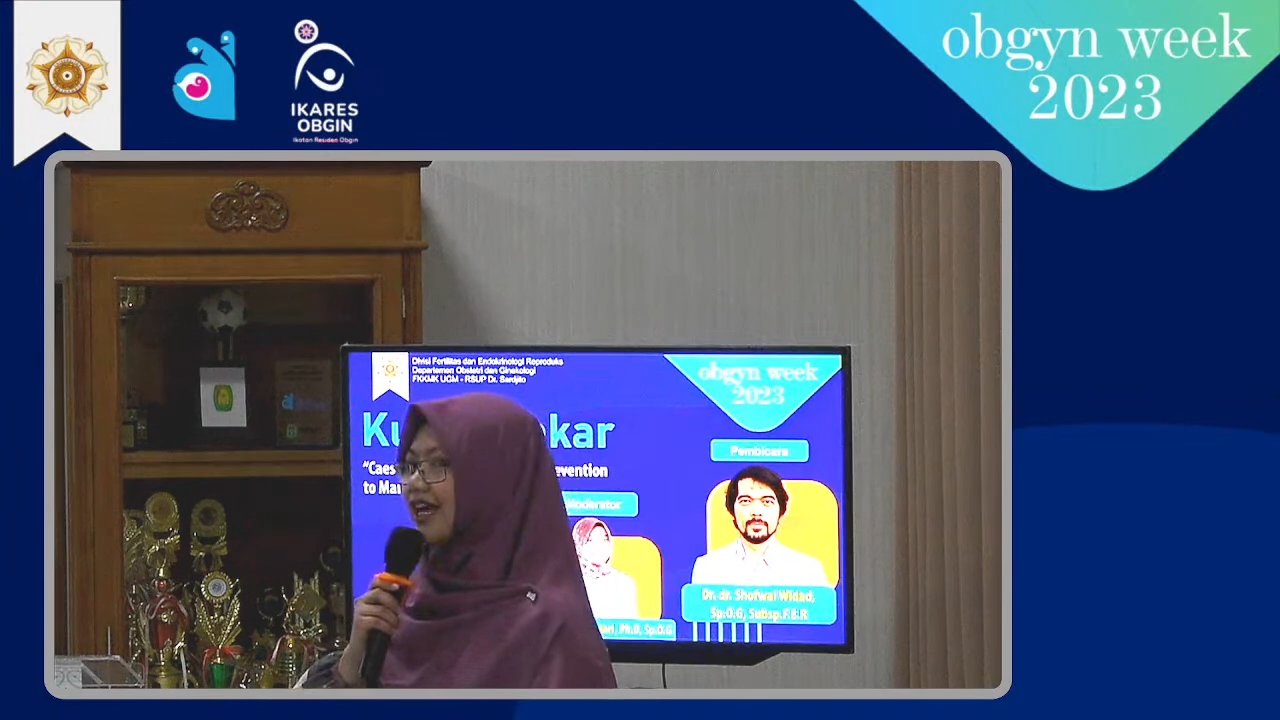 obgyn week
2023
IKARES
OBGIN
Ikatan Residen Obgin
Divisi Fertilitas dan Endokrinologi Reproduksi
Departemen Obstetri dan Ginekologi
FKKMK UGM - RSUP Dr. Sardjito
obgyn week
2023
Ku kar
Pembicara
"Caes evention
to Ma
Moderator
Dr. dr. Shofwal Widad,
Sp.O.G, Subsp.F.E.R
Ph.D, Sp.O.G